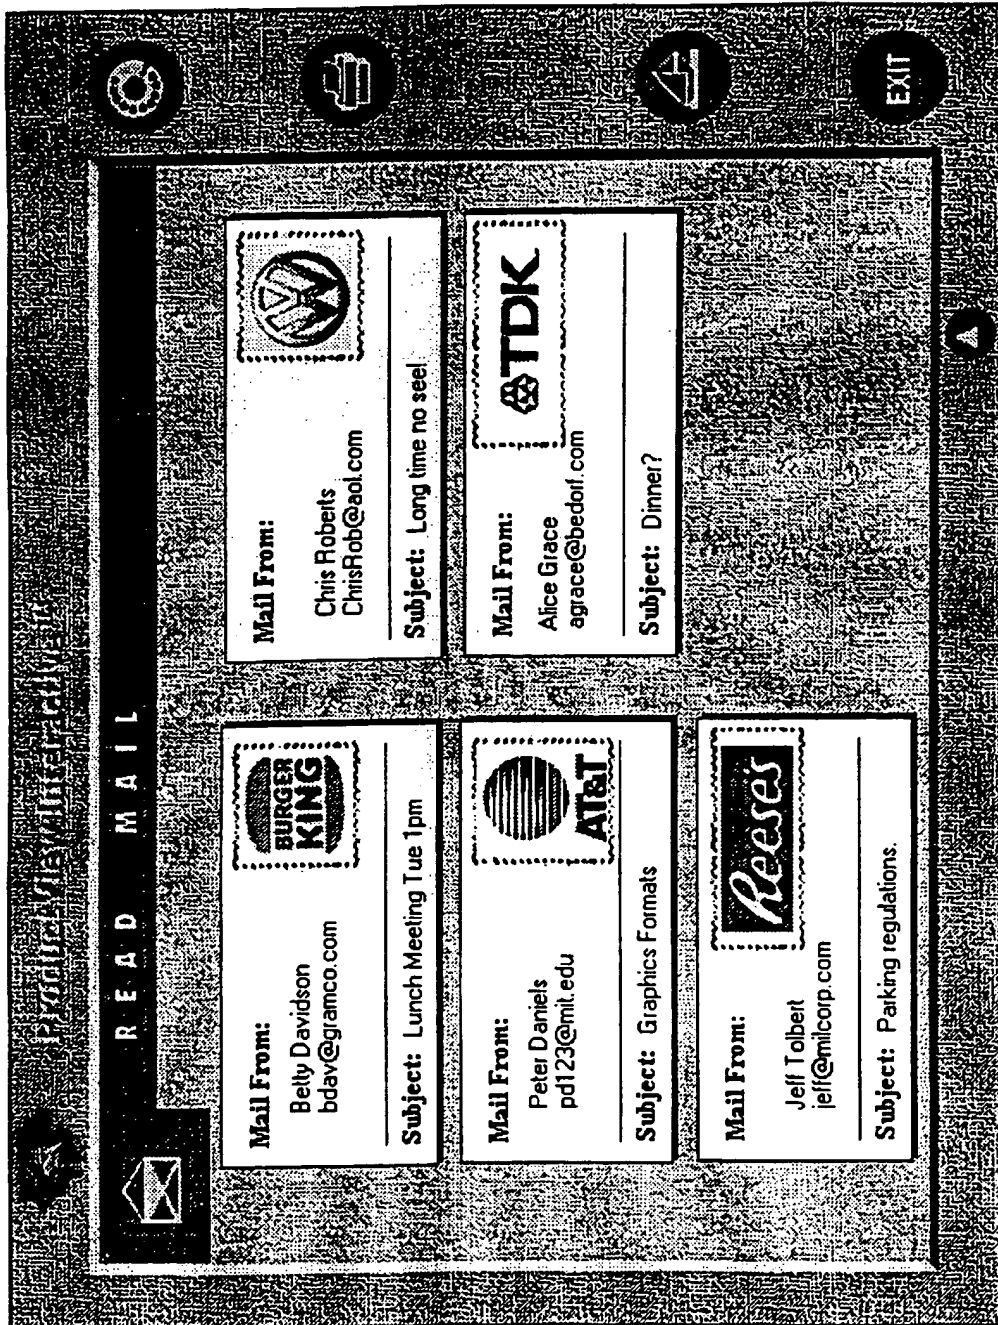 ProductView Interactive
READ MAIL
Mail From:
BURGER
KING
Betty Davidson
bdav@gramco.com
Subject: Lunch Meeting Tue 1pm
Mail From:
Chris Roberts
ChrisRob@aol.com
Subject: Long time no see!
Mail From:
AT&T
Peter Daniels
pd123@mit.edu
Subject: Graphics Formats
Mail From:
TDK
Alice Grace
agrace@bedorf.com
Subject: Dinner?
Mail From:
Reese's
Jeff Tolbert
jeff@milcorp.com
Subject: Parking regulations.
EXIT